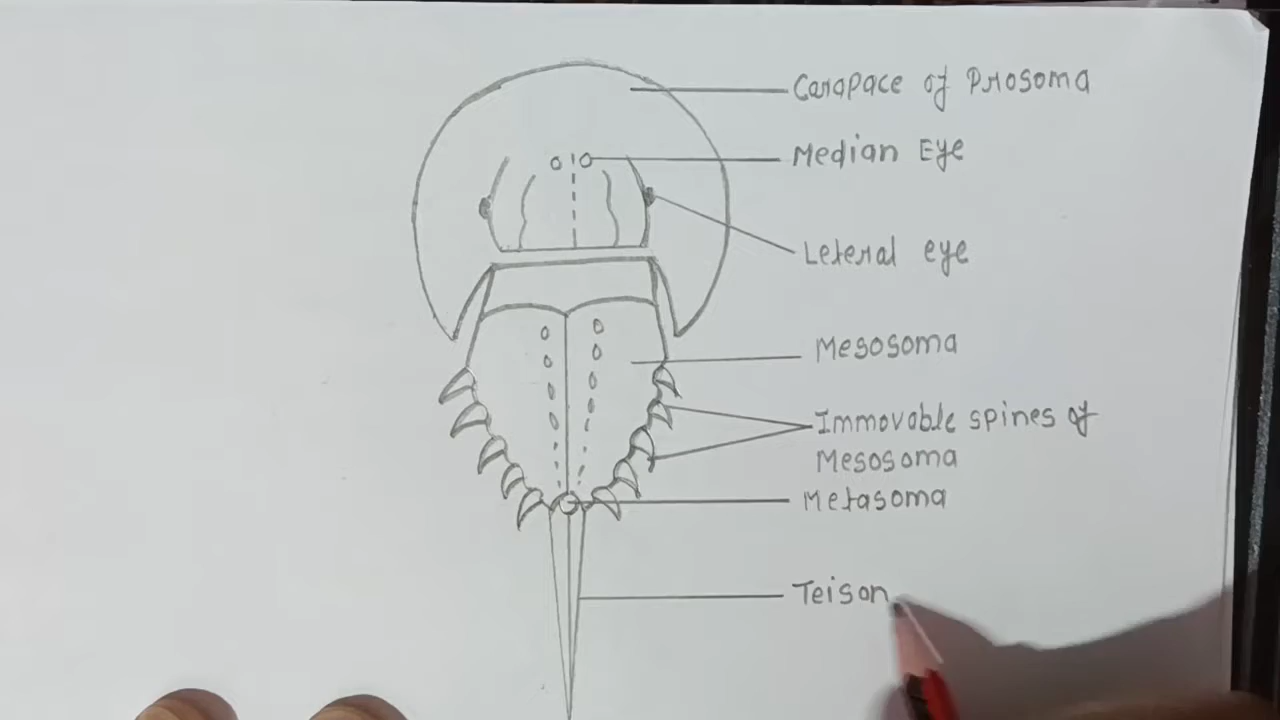 Carapace of Prosoma
Median Eye
Leteral eye
Mesosoma
Immovable spines of
Mesosoma
Metasoma
Teison